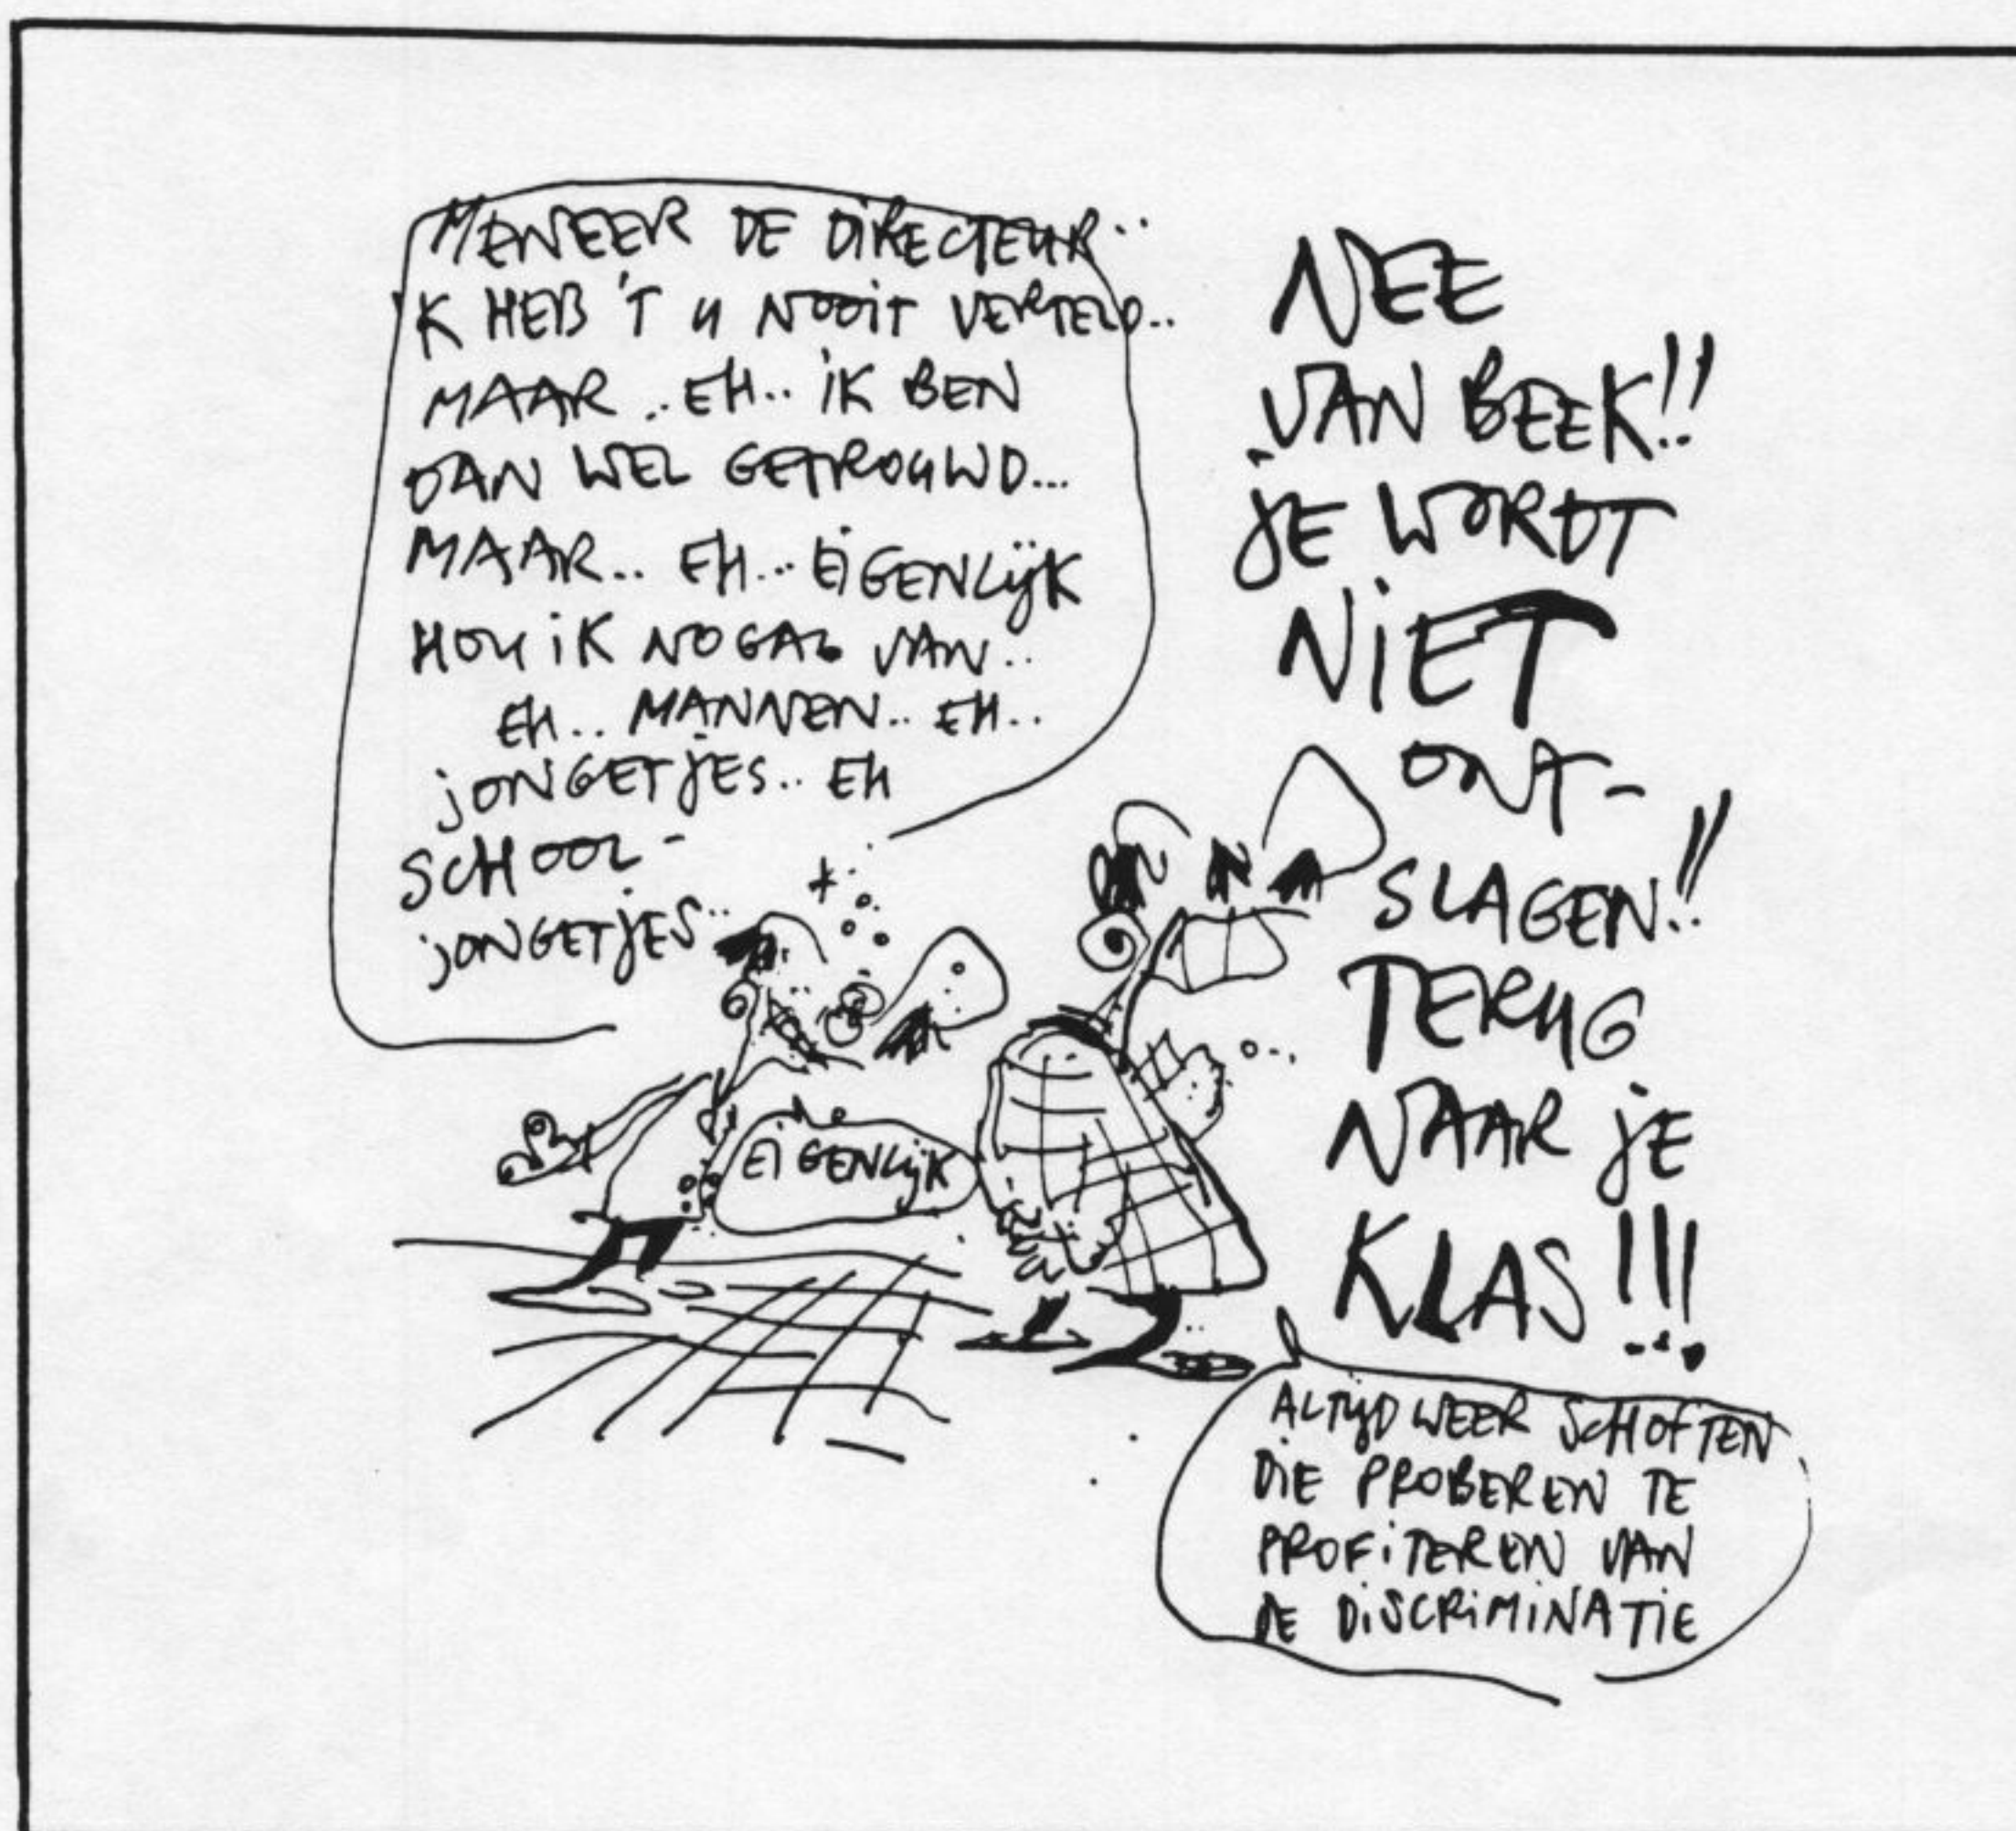 MENEER DE DIRECTEUR..
'K HEB 'T U NOOIT VERTELD..
MAAR .. EH.. IK BEN
DAN WEL GETROUWD...
MAAR.. EH... EIGENLIJK
HOU IK NOGAL VAN..
EH.. MANNEN.. EH..
JONGETJES.. EH
SCHOOL-
JONGETJES..
EIGENLIJK
NEE
VAN BEEK!!
JE WORDT
NIET
ONT-
SLAGEN!!
TERUG
NAAR JE
KLAS!!!
ALTIJD WEER SCHOFTEN
DIE PROBEREN TE
PROFITEREN VAN
DE DISCRIMINATIE